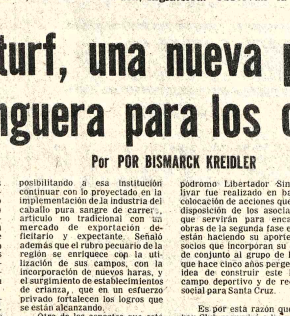 turf, una nueva
nguera para los
Por POR BISMARCK KREIDLER
posibilitando a esa institución
continuar con lo proyectado en la
implementación de la industria del
caballo pura sangre de carrera,
articulo no tradicional con un
mercado de exportación de-
ficitario y expectante. Señaló
además que el rubro pecuario de la
región se enriquece con la uti-
lización de sus campos, con la
incorporación de nuevos haras, y
el surgimiento de establecimientos
de crianza, que en un esfuerzo
privado fortalecen los logros que
se están alcanzando.
pódromo Libertador Sim
livar fue realizado en ba
colocación de acciones que
disposición de los asocia
que servirán para encar
obras de la segunda fase e
están haciendo su aporte
socios que incorporan su
de conjunto al grupo de l
que hace cinco años perge
idea de construir este l
campo deportivo y de rec
social para Santa Cruz.
Es por esta razón que